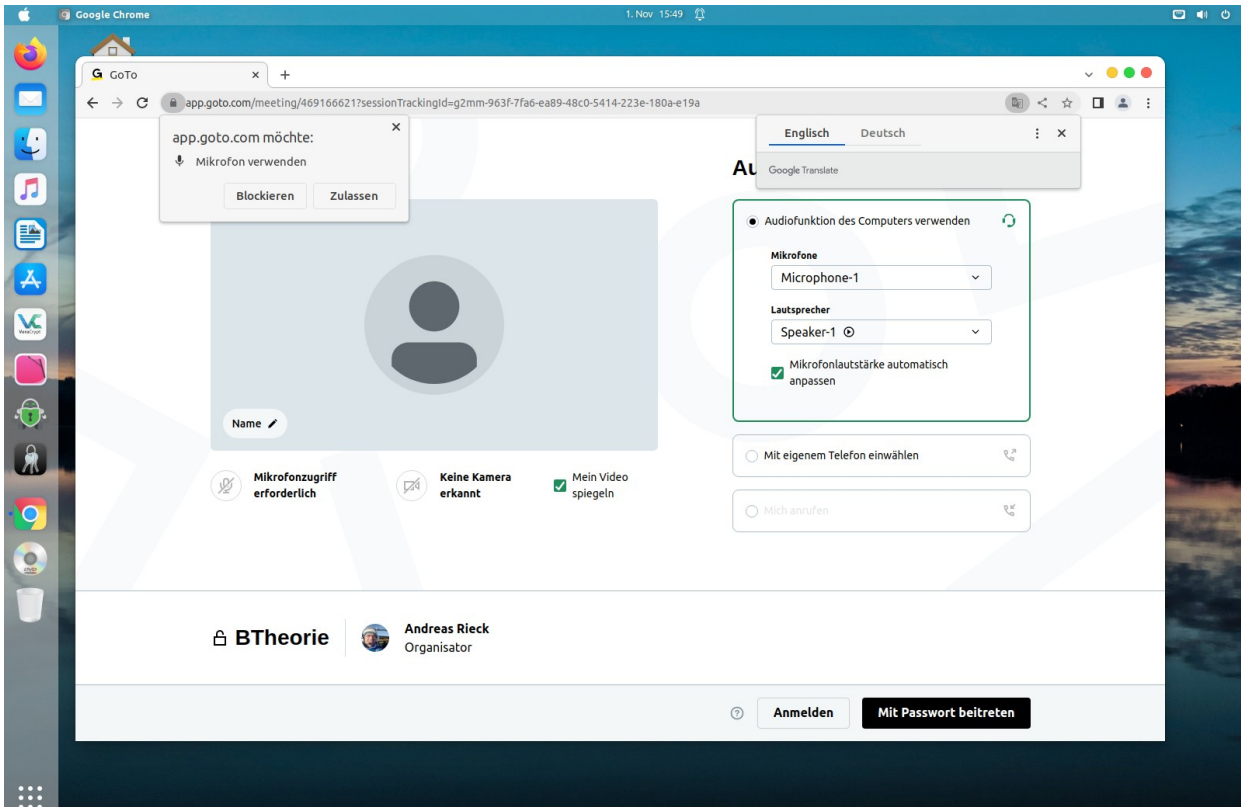 Google Chrome
1. Nov 15:49
GoTo
app.goto.com/meeting/469166621?sessionTrackingId=g2mm-963f-7fa6-ea89-48c0-5414-223e-180a-e19a
app.goto.com möchte:
Mikrofon verwenden
Blockieren Zulassen
Englisch Deutsch
Google Translate
Au
Audiofunktion des Computers verwenden
Mikrofone
Microphone-1
Lautsprecher
Speaker-1
Mikrofonlautstärke automatisch
anpassen
Name
Mikrofonzugriff
erforderlich
Keine Kamera
erkannt
Mein Video
spiegeln
Mit eigenem Telefon einwählen
Mich anrufen
BTheorie
Andreas Rieck
Organisator
Anmelden
Mit Passwort beitreten
VeraCrypt